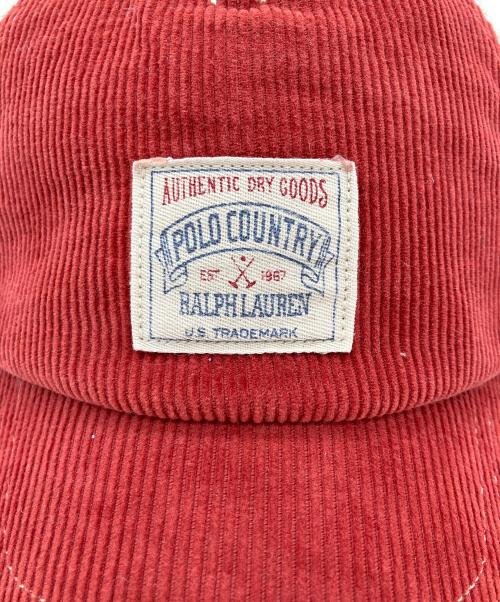 AUTHENTIC DRY GOODS
POLO COUNTRY
EST 1967
RALPH LAUREN
U.S TRADEMARK